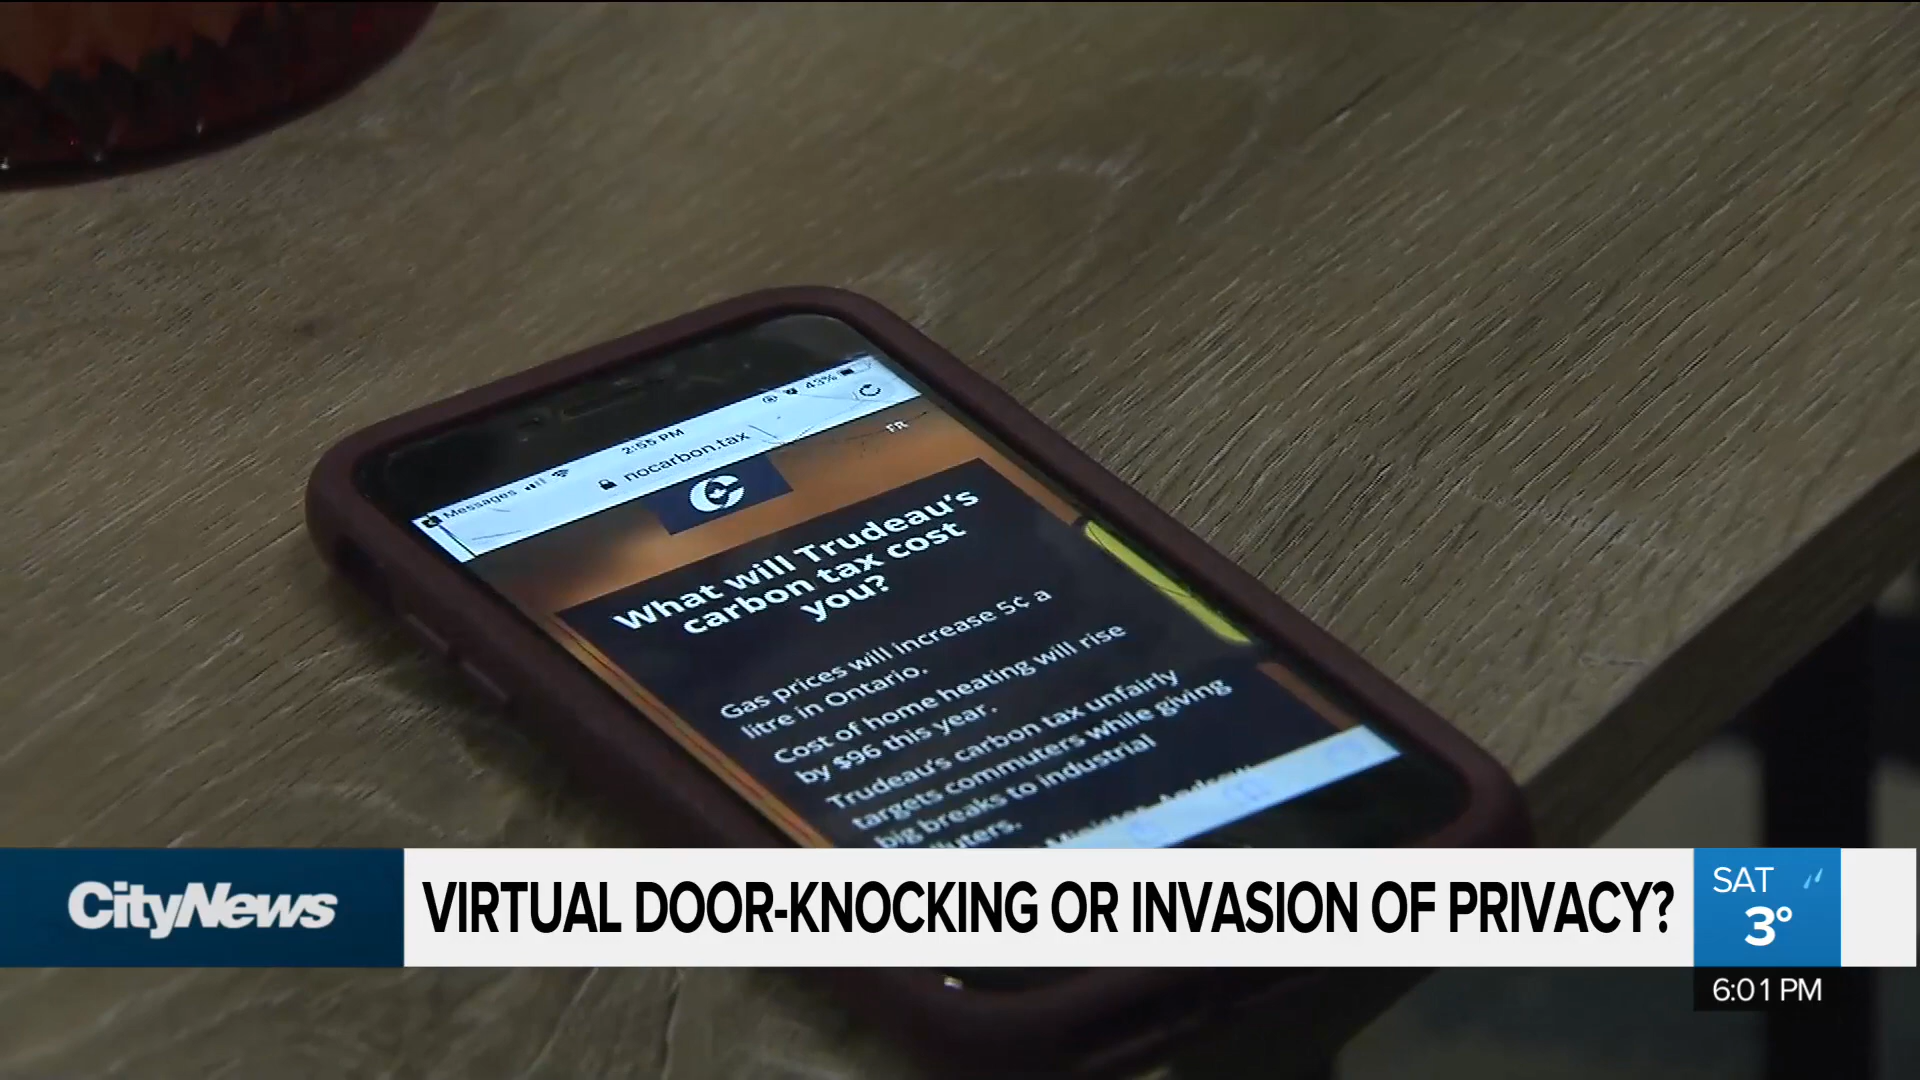 Messages
2:55 PM
43%
nocarbon.tax
FR
What will Trudeau's
carbon tax cost
you?
Gas prices will increase 5¢ a
litre in Ontario.
Cost of home heating will rise
by $96 this year.
Trudeau's carbon tax unfairly
targets commuters while giving
big breaks to industrial
CityNews
VIRTUAL DOOR-KNOCKING OR INVASION OF PRIVACY?
SAT
3°
6:01 PM